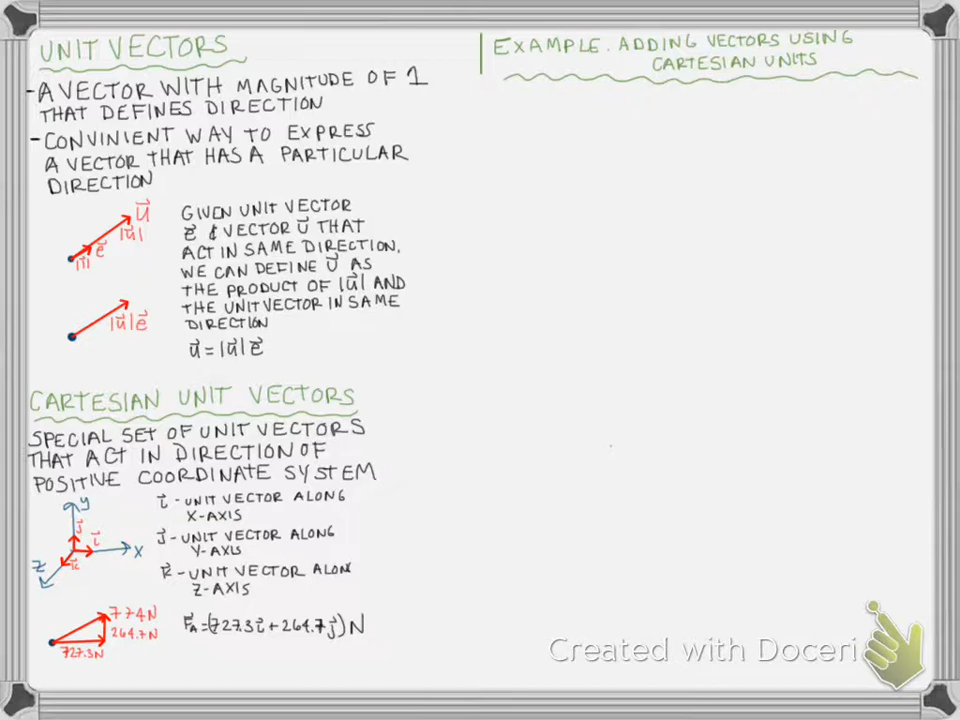 UNIT VECTORS
- A VECTOR WITH MAGNITUDE OF 1
THAT DEFINES DIRECTION
- CONVINIENT WAY TO EXPRESS
A VECTOR THAT HAS A PARTICULAR
DIRECTION
u⃗
|u⃗|
e⃗
|1|
|u⃗|e⃗
GIVEN UNIT VECTOR
e⃗ & VECTOR u⃗ THAT
ACT IN SAME DIRECTION,
WE CAN DEFINE u⃗ AS
THE PRODUCT OF |u⃗| AND
THE UNIT VECTOR IN SAME
DIRECTION
u⃗ = |u⃗| e⃗
CARTESIAN UNIT VECTORS
SPECIAL SET OF UNIT VECTORS
THAT ACT IN DIRECTION OF
POSITIVE COORDINATE SYSTEM
y
j⃗
i⃗
x
z
k⃗
i⃗ - UNIT VECTOR ALONG
X-AXIS
j⃗ - UNIT VECTOR ALONG
Y-AXIS
k⃗ - UNIT VECTOR ALONG
Z-AXIS
774N
264.7N
727.3N
F⃗A = (727.3i⃗ + 264.7j⃗) N
EXAMPLE. ADDING VECTORS USING
CARTESIAN UNITS
Created with Doceri